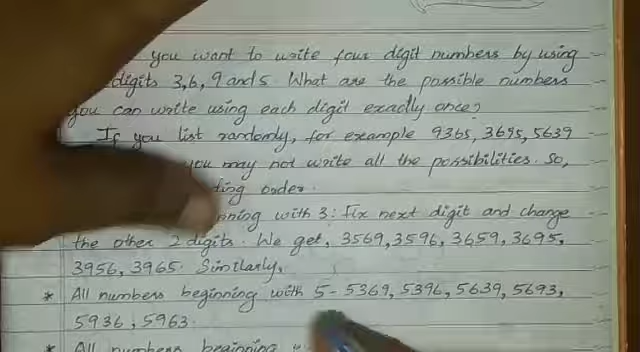 you want to write four digit numbers by using
digits 3,6,9 and 5. What are the possible numbers
you can write using each digit exactly once?
If you list randomly, for example 9365, 3695, 5639
you may not write all the possibilities. So,
order.
with 3: Fix next digit and change
the other 2 digits. We get, 3569, 3596, 3659, 3695,
3956, 3965. Similarly,
* All numbers beginning with 5 - 5369, 5396, 5639, 5693,
5936, 5963.
* All numbers beginning